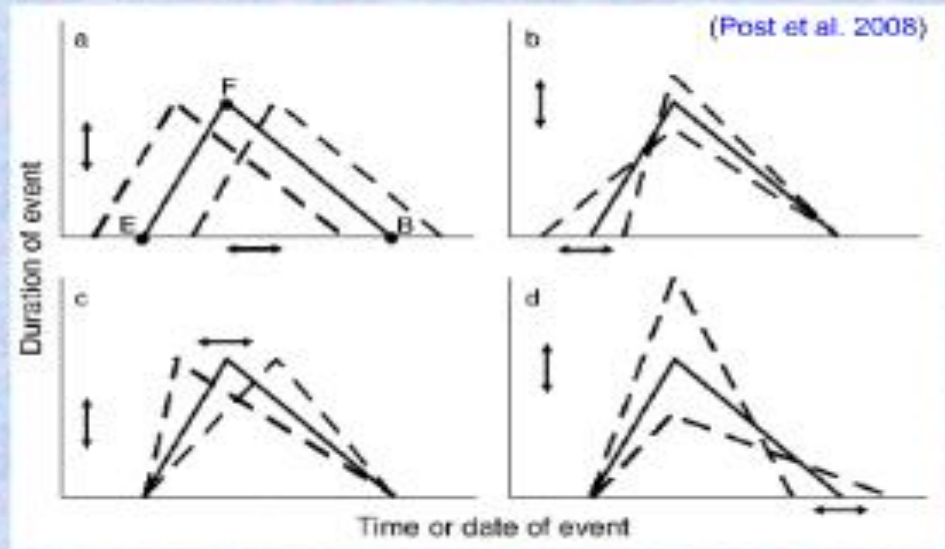 (Post et al. 2008)
a
b
F
E
B
c
d
Duration of event
Time or date of event